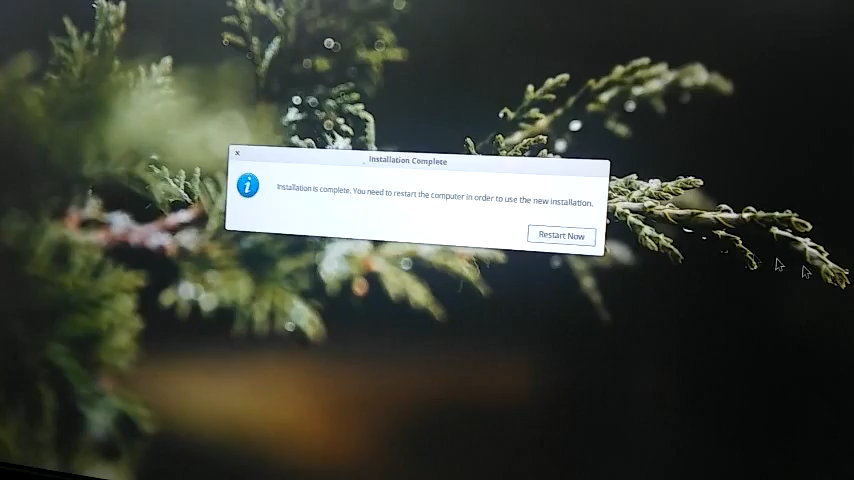 Installation Complete
Installation is complete. You need to restart the computer in order to use the new installation.
Restart Now